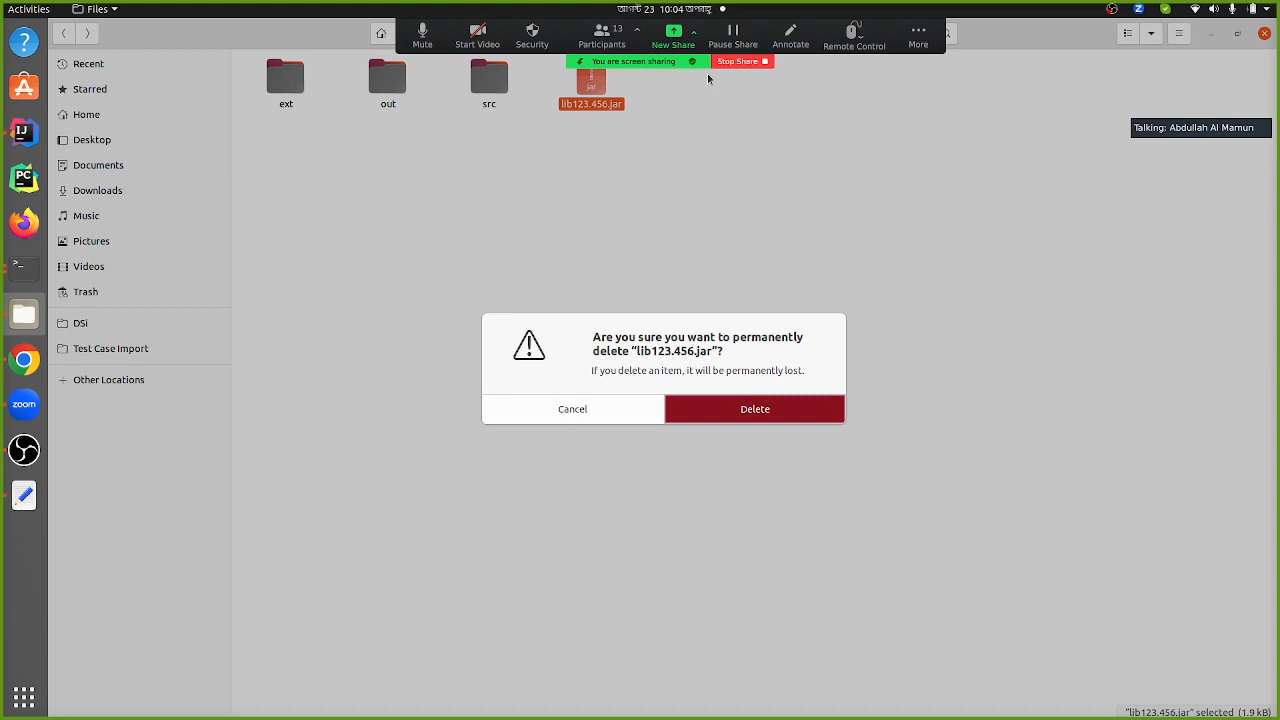 Activities
Files
আগস্ট 23 10:04 অপরাহ্ণ
Mute
Start Video
Security
13
Participants
New Share
Pause Share
Annotate
Remote Control
More
You are screen sharing
Stop Share
Talking: Abdullah Al Mamun
Recent
Starred
Home
Desktop
Documents
Downloads
Music
Pictures
Videos
Trash
DSi
Test Case Import
Other Locations
ext
out
src
jar
lib123.456.jar
Are you sure you want to permanently
delete “lib123.456.jar”?
If you delete an item, it will be permanently lost.
Cancel
Delete
IJ
PC
zoom
"lib123.456.jar" selected (1.9 kB)